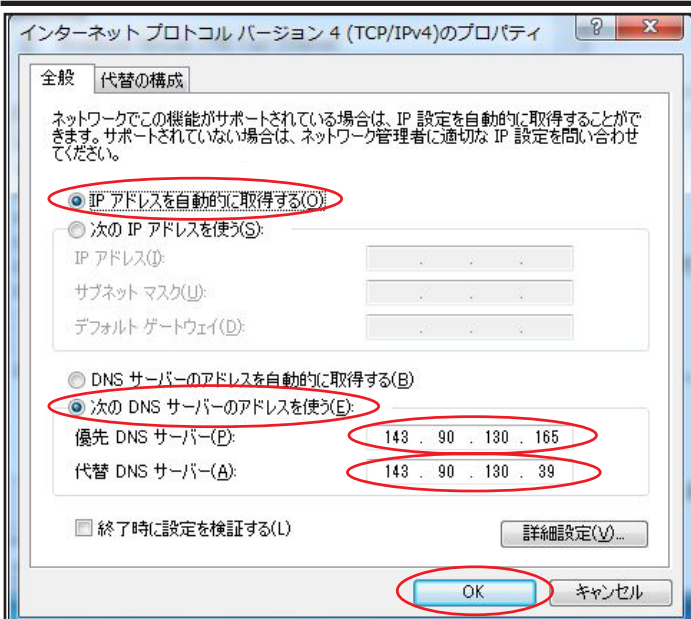 インターネット プロトコル バージョン 4 (TCP/IPv4)のプロパティ
全般 代替の構成
ネットワークでこの機能がサポートされている場合は、IP 設定を自動的に取得することがで
きます。サポートされていない場合は、ネットワーク管理者に適切な IP 設定を問い合わせ
てください。
IP アドレスを自動的に取得する(O)
次の IP アドレスを使う(S):
IP アドレス(I):
サブネット マスク(U):
デフォルト ゲートウェイ(D):
DNS サーバーのアドレスを自動的に取得する(B)
次の DNS サーバーのアドレスを使う(E):
優先 DNS サーバー(P): 143 . 90 . 130 . 165
代替 DNS サーバー(A): 143 . 90 . 130 . 39
終了時に設定を検証する(L) 詳細設定(V)...
OK キャンセル